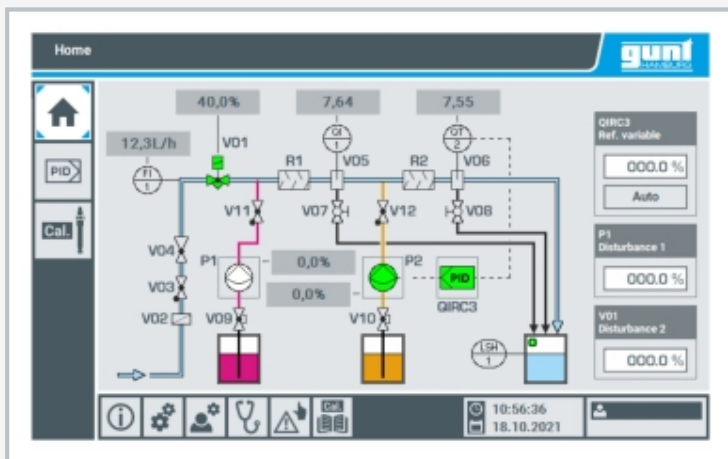 Home
gunt
HAMBURG
40,0%
7,64
7,55
QIRC3
Ref. variable
12,3L/h
V01
QI
1
QT
2
000.0 %
FI
1
R1
V05
R2
V06
Auto
PID
V11
V07
V12
V08
Cal.
V04
P1
0,0%
P2
P1
Disturbance 1
V03
0,0%
PID
000.0 %
QIRC3
V02
V09
V10
V01
Disturbance 2
LSH
1
000.0 %
Cal.
10:56:36
18.10.2021